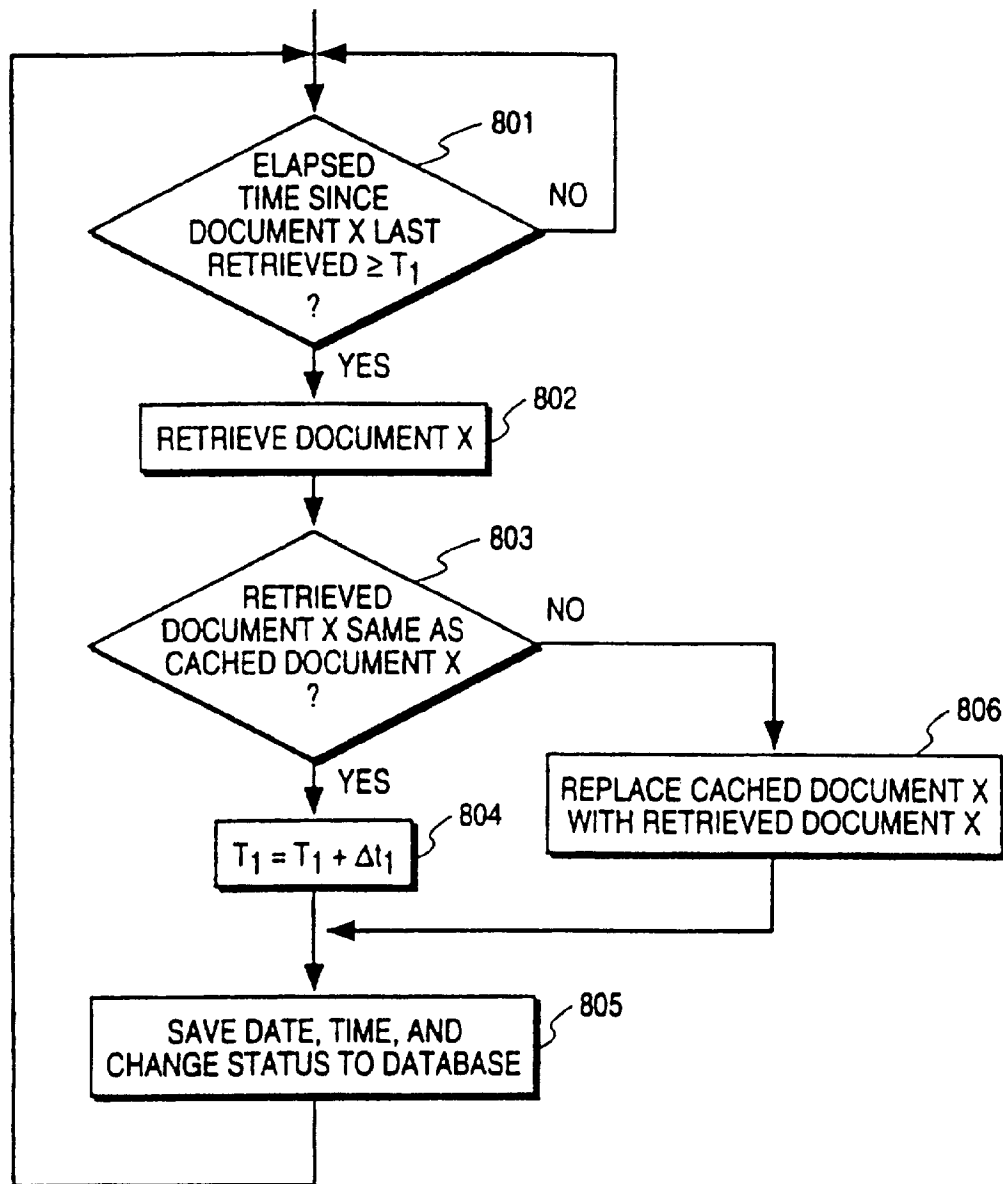 801
ELAPSED
TIME SINCE
DOCUMENT X LAST
RETRIEVED ≥ T₁
?
NO
YES
802
RETRIEVE DOCUMENT X
803
RETRIEVED
DOCUMENT X SAME AS
CACHED DOCUMENT X
?
NO
YES
806
REPLACE CACHED DOCUMENT X
WITH RETRIEVED DOCUMENT X
804
T₁ = T₁ + Δt₁
805
SAVE DATE, TIME, AND
CHANGE STATUS TO DATABASE